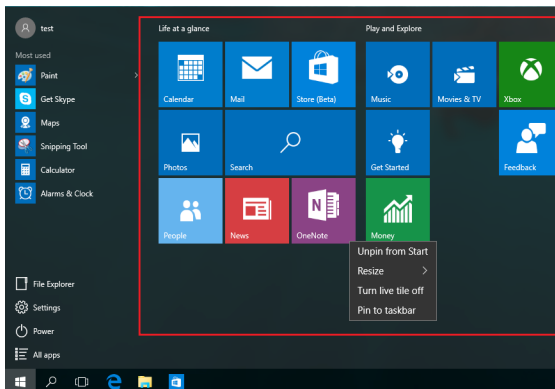 test
Most used
Paint
Get Skype
Maps
Snipping Tool
Calculator
Alarms & Clock
File Explorer
Settings
Power
All apps
Life at a glance
Calendar
Mail
Store (Beta)
Photos
Search
People
News
OneNote
Play and Explore
Music
Movies & TV
Xbox
Get Started
Feedback
Money
Unpin from Start
Resize
Turn live tile off
Pin to taskbar